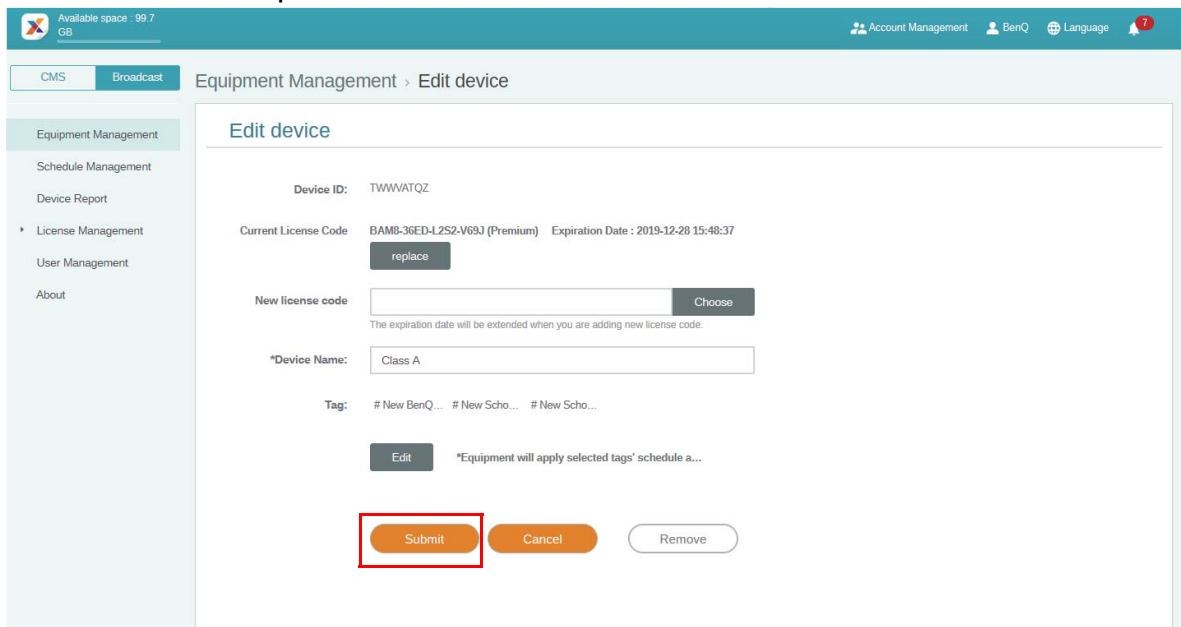 Available space : 99.7
GB
Account Management BenQ Language 7
CMS Broadcast
Equipment Management › Edit device
Equipment Management
Schedule Management
Device Report
License Management
User Management
About
Edit device
Device ID: TWWVATQZ
Current License Code BAM8-36ED-L2S2-V69J (Premium) Expiration Date : 2019-12-28 15:48:37
replace
New license code Choose
The expiration date will be extended when you are adding new license code.
*Device Name: Class A
Tag: # New BenQ... # New Scho... # New Scho...
Edit *Equipment will apply selected tags' schedule a...
Submit Cancel Remove